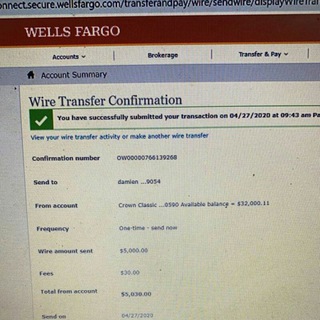 onnect.secure.wellsfargo.com/transferandpay/wire/sendwire/displayWireTran
WELLS FARGO
Accounts Brokerage Transfer & Pay
Account Summary
Wire Transfer Confirmation
You have successfully submitted your transaction on 04/27/2020 at 09:43 am Pa
View your wire transfer activity or make another wire transfer
Confirmation number OW00000766139268
Send to damien ...9054
From account Crown Classic ...0590 Available balance = $32,000.11
Frequency One-time - send now
Wire amount sent $5,000.00
Fees $30.00
Total from account $5,030.00
Send on 04/27/2020